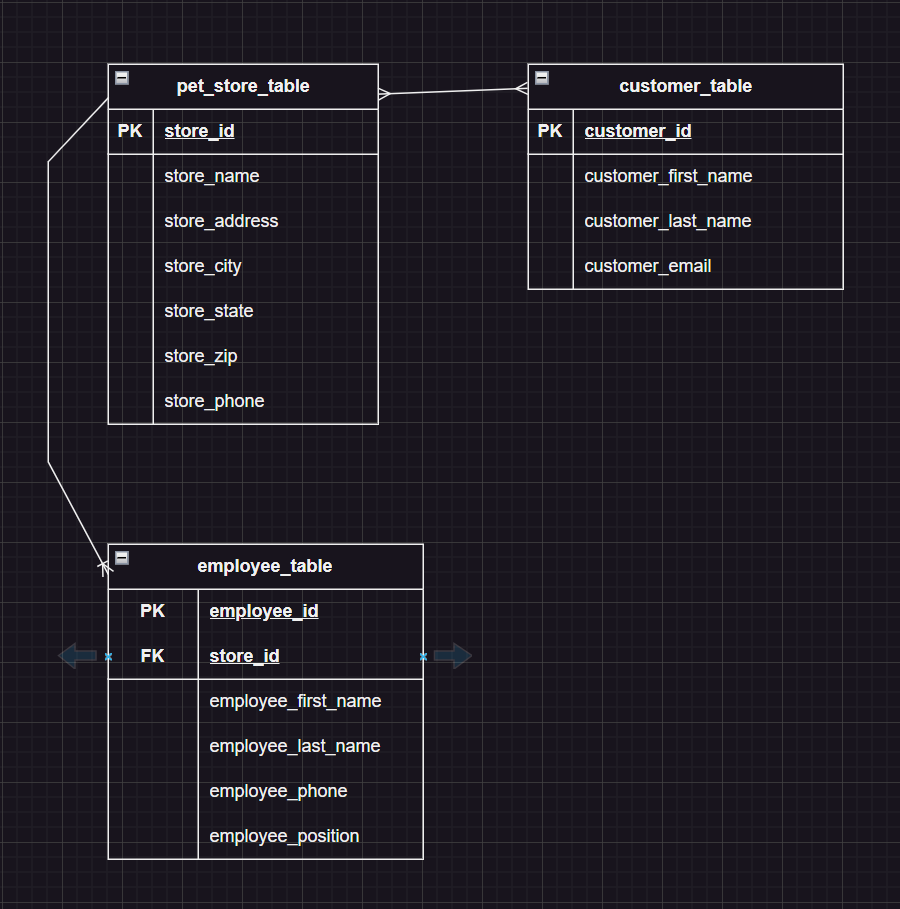 pet_store_table
PK store_id
store_name
store_address
store_city
store_state
store_zip
store_phone
customer_table
PK customer_id
customer_first_name
customer_last_name
customer_email
employee_table
PK employee_id
FK store_id
employee_first_name
employee_last_name
employee_phone
employee_position